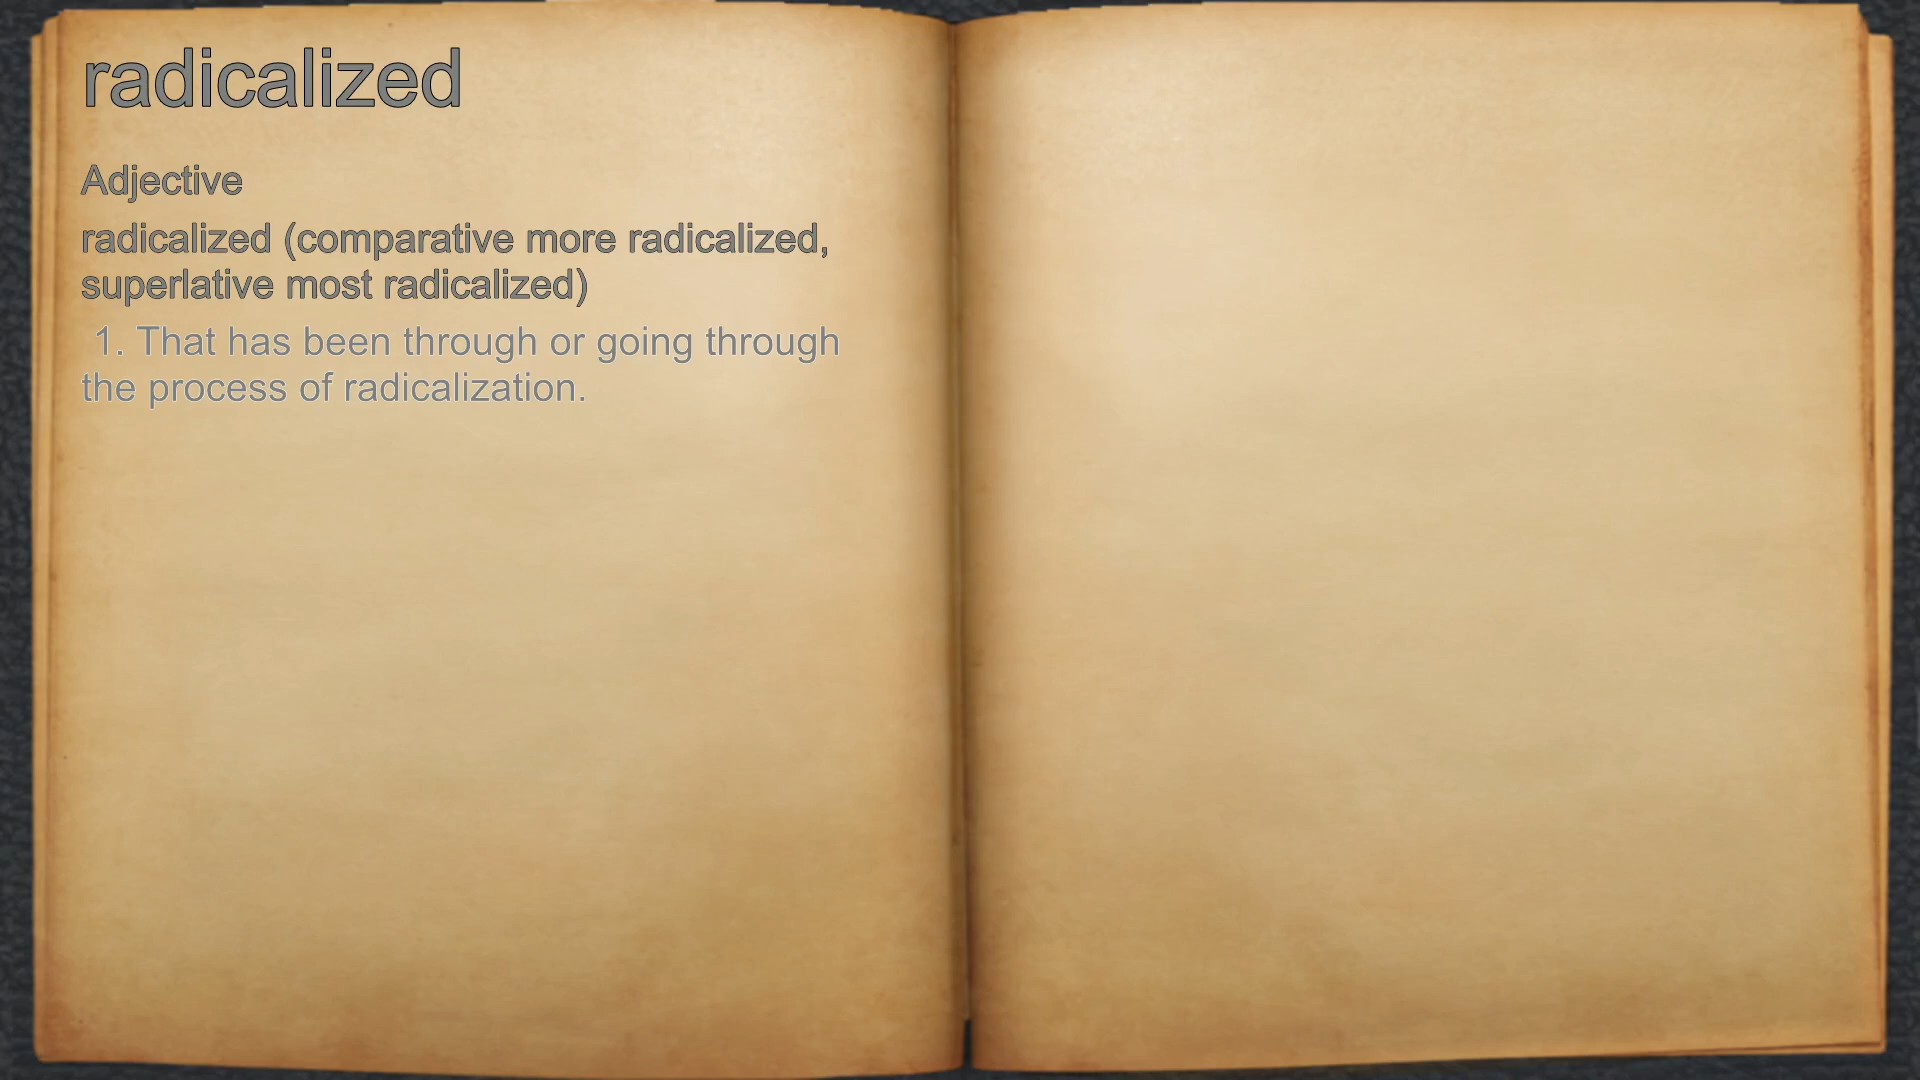 radicalized
Adjective
radicalized (comparative more radicalized,
superlative most radicalized)
1. That has been through or going through
the process of radicalization.